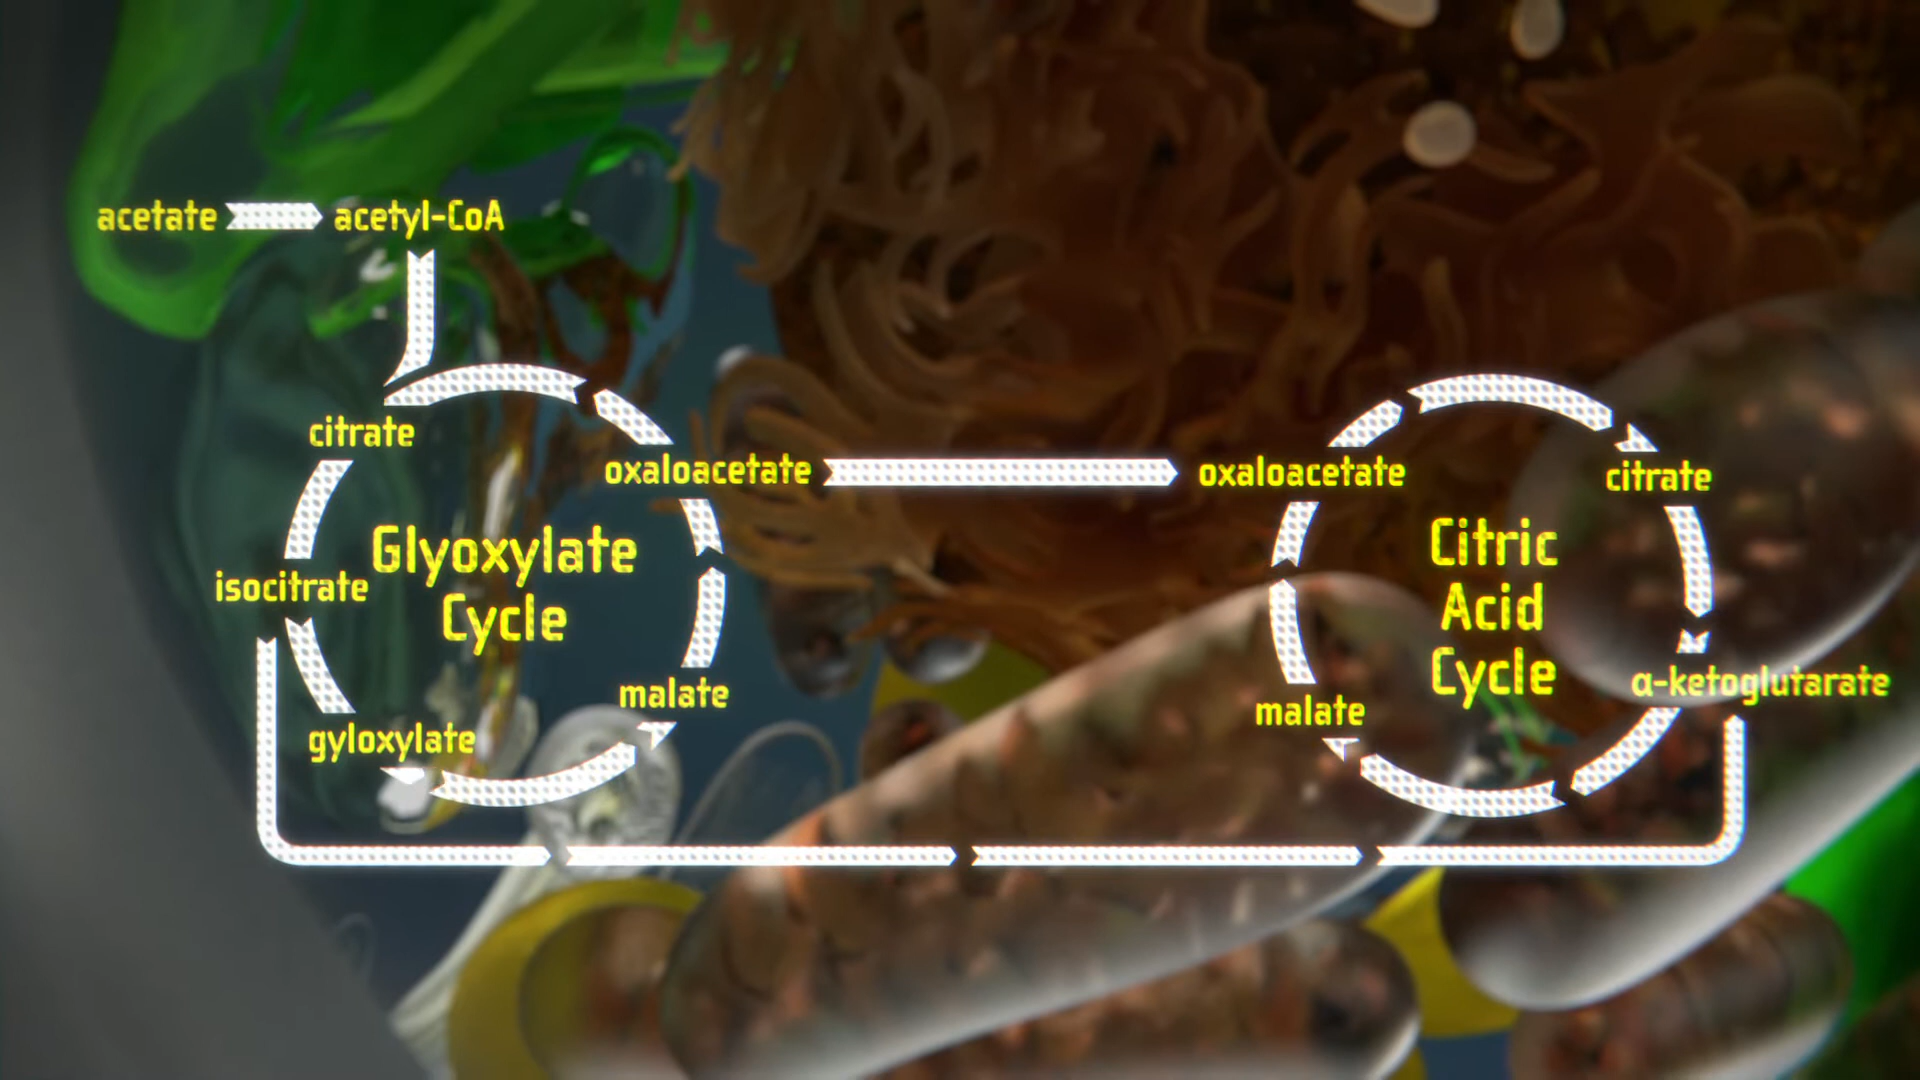 acetate
acetyl-CoA
citrate
oxaloacetate
oxaloacetate
citrate
Glyoxylate
Cycle
isocitrate
Citric
Acid
Cycle
malate
α-ketoglutarate
malate
gyloxylate